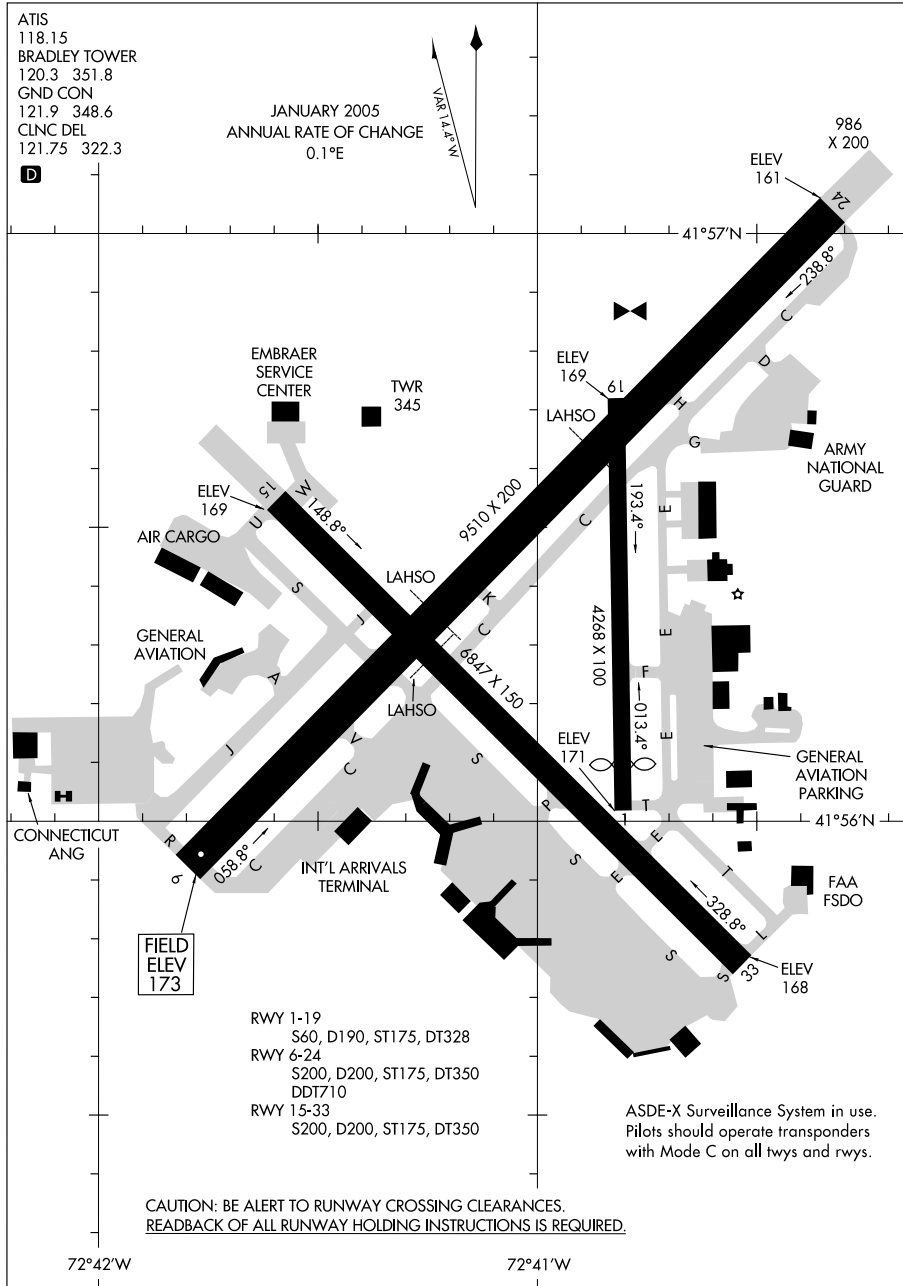 ATIS
118.15
BRADLEY TOWER
120.3 351.8
GND CON
121.9 348.6
CLNC DEL
121.75 322.3
D
JANUARY 2005
ANNUAL RATE OF CHANGE
0.1°E
VAR 14.4° W
986
X 200
ELEV
161
24
41°57'N
238.8°
C
D
H
G
ELEV
169
19
LAHSO
EMBRAER
SERVICE
CENTER
TWR
345
ARMY
NATIONAL
GUARD
ELEV
169
15
W
U
148.8°
9510 X 200
C
193.4°
E
AIR CARGO
S
J
LAHSO
K
C
4268 X 100
E
F
GENERAL
AVIATION
A
6847 X 150
LAHSO
013.4°
E
J
V
C
S
ELEV
171
P
T
GENERAL
AVIATION
PARKING
CONNECTICUT
ANG
41°56'N
R
6
058.8°
C
INT'L ARRIVALS
TERMINAL
S
E
E
T
FAA
FSDO
328.8°
L
S
S
33
ELEV
168
FIELD
ELEV
173
RWY 1-19
S60, D190, ST175, DT328
RWY 6-24
S200, D200, ST175, DT350
DDT710
RWY 15-33
S200, D200, ST175, DT350
ASDE-X Surveillance System in use.
Pilots should operate transponders
with Mode C on all twys and rwys.
CAUTION: BE ALERT TO RUNWAY CROSSING CLEARANCES.
READBACK OF ALL RUNWAY HOLDING INSTRUCTIONS IS REQUIRED.
72°42'W
72°41'W